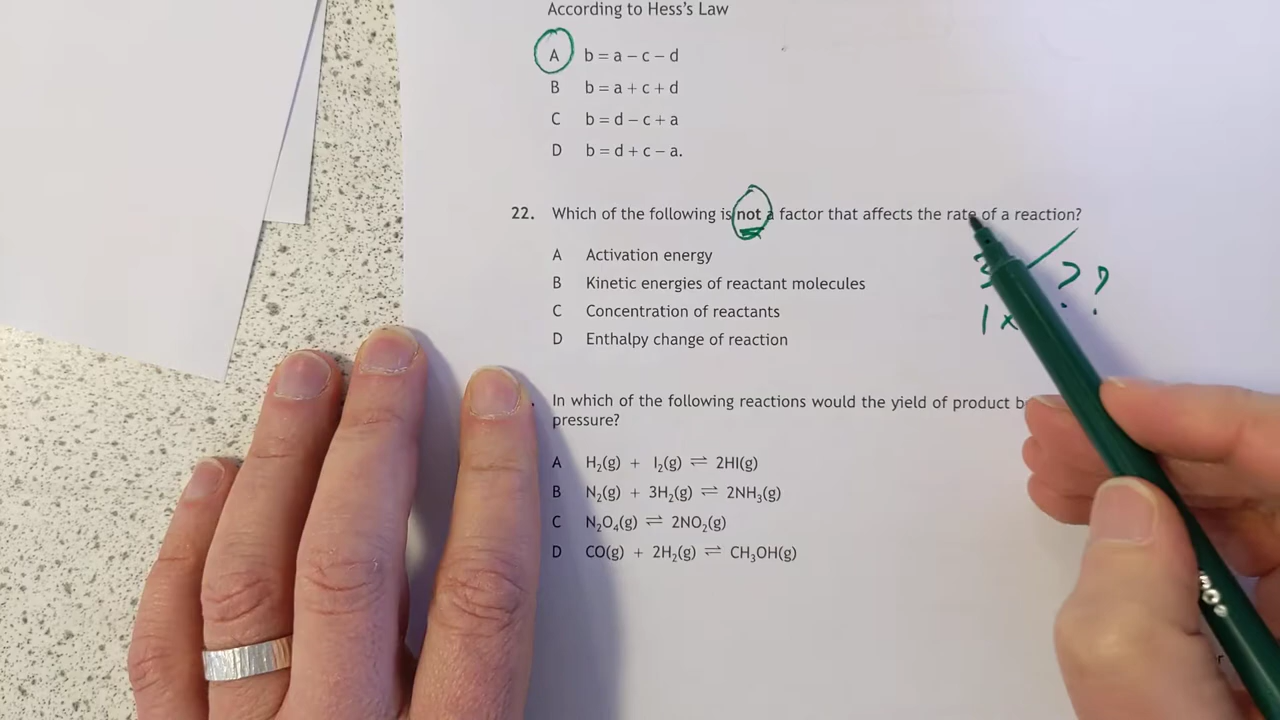 According to Hess's Law
A b = a – c – d
B b = a + c + d
C b = d – c + a
D b = d + c – a.
22. Which of the following is not a factor that affects the rate of a reaction?
A Activation energy
B Kinetic energies of reactant molecules
C Concentration of reactants
D Enthalpy change of reaction
3 ✓ ? ?
1 x
In which of the following reactions would the yield of product
pressure?
A H₂(g) + I₂(g) ⇌ 2HI(g)
B N₂(g) + 3H₂(g) ⇌ 2NH₃(g)
C N₂O₄(g) ⇌ 2NO₂(g)
D CO(g) + 2H₂(g) ⇌ CH₃OH(g)